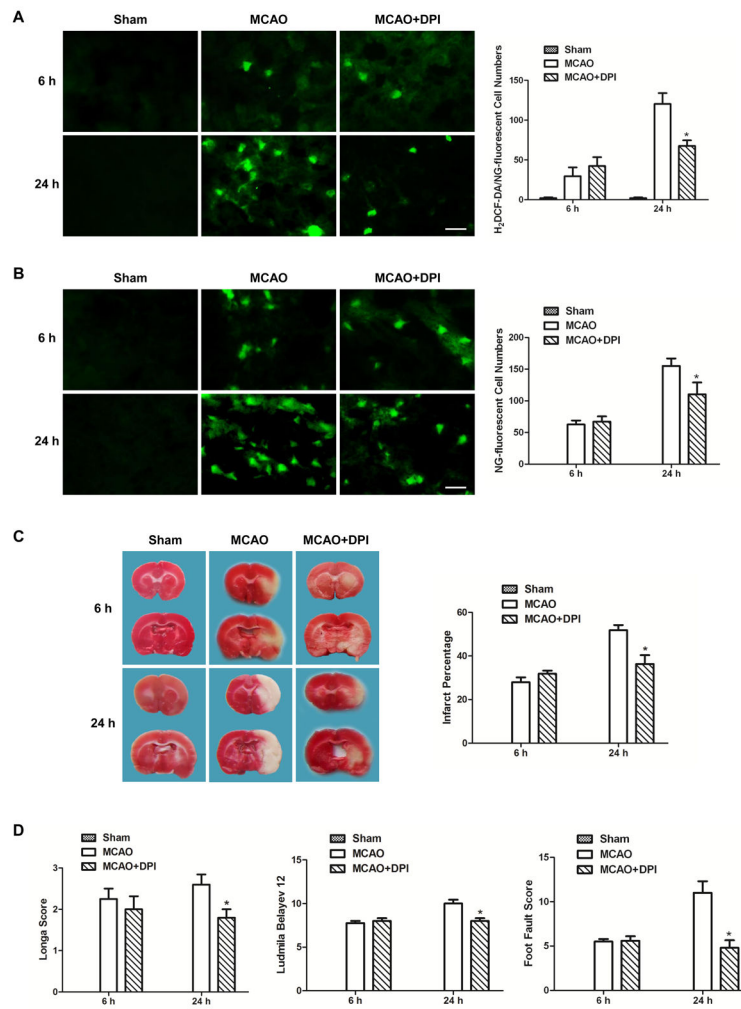 A
Sham MCAO MCAO+DPI
6 h
24 h
Sham
MCAO
MCAO+DPI
H₂DCF-DA/NG-fluorescent Cell Numbers
150
100
50
0
*
6 h 24 h
B
Sham MCAO MCAO+DPI
6 h
24 h
Sham
MCAO
MCAO+DPI
NG-fluorescent Cell Numbers
200
150
100
50
0
*
6 h 24 h
C
Sham MCAO MCAO+DPI
6 h
24 h
Sham
MCAO
MCAO+DPI
Infarct Percentage
60
40
20
0
*
6 h 24 h
D
Sham
MCAO
MCAO+DPI
Longa Score
3
2
1
0
*
6 h 24 h
Sham
MCAO
MCAO+DPI
Ludmila Belayev 12
15
10
5
0
*
6 h 24 h
Sham
MCAO
MCAO+DPI
Foot Fault Score
15
10
5
0
*
6 h 24 h